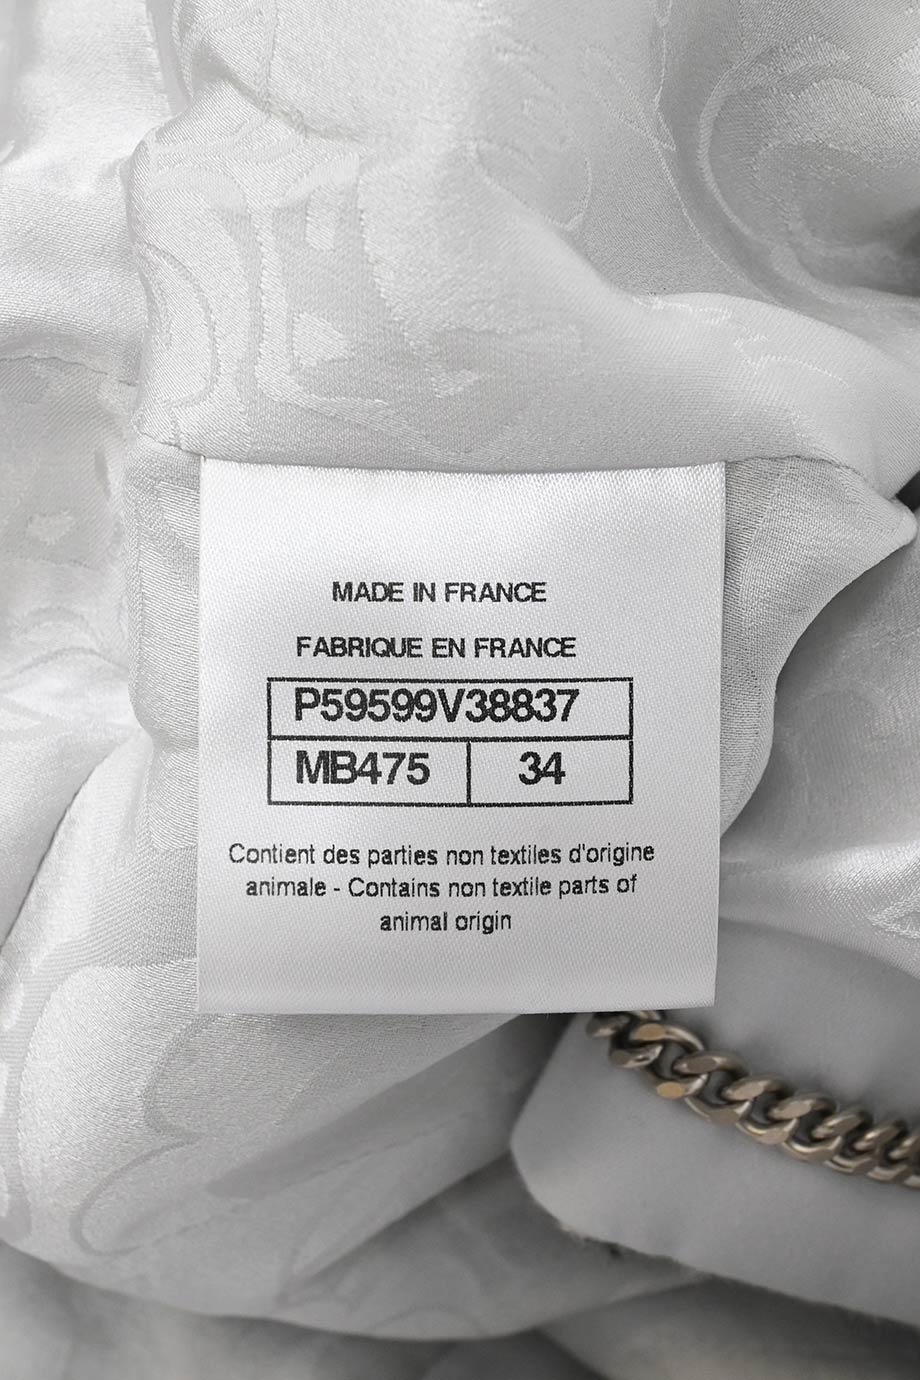 MADE IN FRANCE
FABRIQUE EN FRANCE
P59599V38837
MB475 34
Contient des parties non textiles d'origine
animale - Contains non textile parts of
animal origin